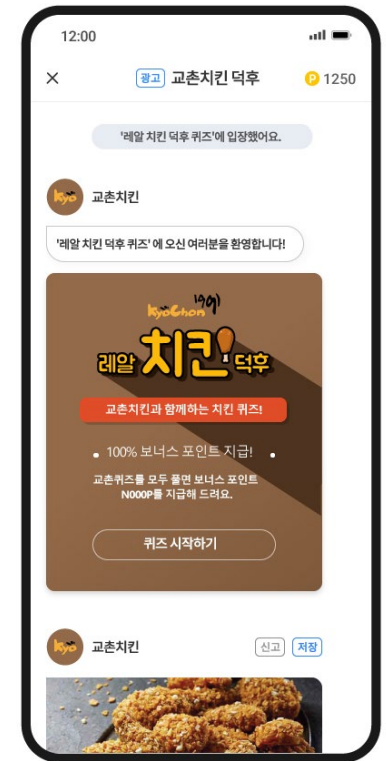 12:00
광고 교촌치킨 덕후 P 1250
'레알 치킨 덕후 퀴즈'에 입장했어요.
kyo 교촌치킨
'레알 치킨 덕후 퀴즈' 에 오신 여러분을 환영합니다!
kyoChon 1991
레알 치킨 덕후
교촌치킨과 함께하는 치킨 퀴즈!
100% 보너스 포인트 지급!
교촌퀴즈를 모두 풀면 보너스 포인트
N000P를 지급해 드려요.
퀴즈 시작하기
kyo 교촌치킨 신고 저장